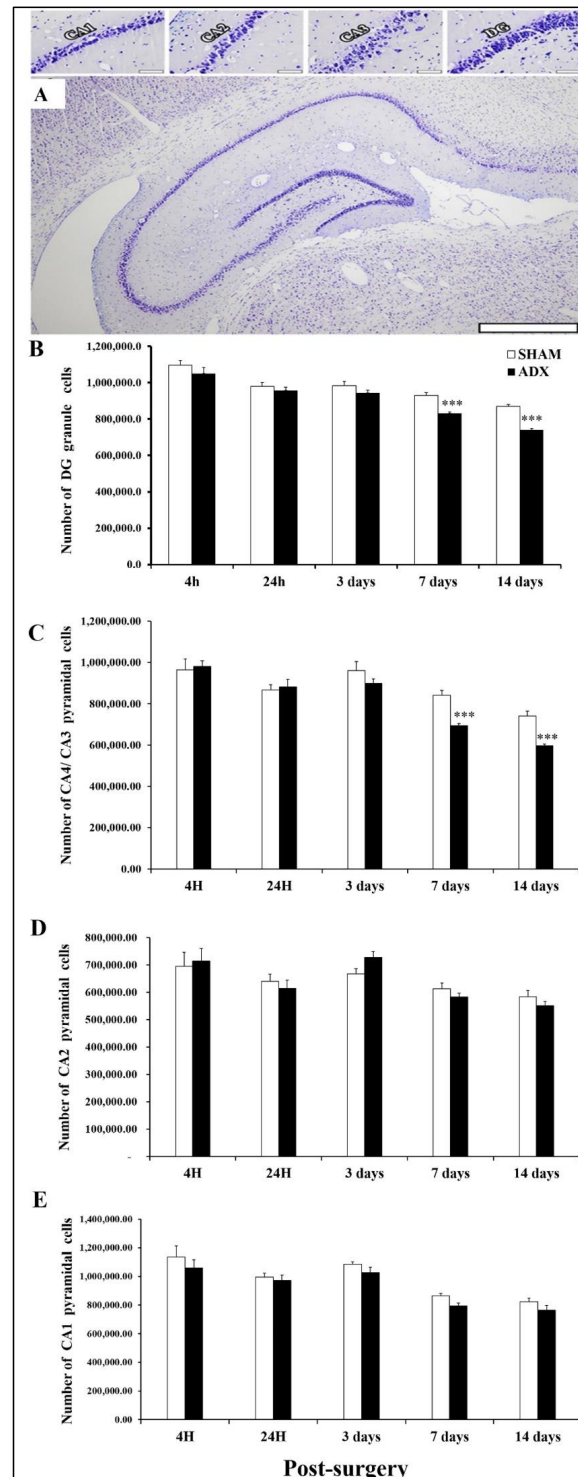 CA1 CA2 CA3 DG
A
B
SHAM
ADX
Number of DG granule cells
1,200,000.0
1,000,000.0
800,000.0
600,000.0
400,000.0
200,000.0
0.0
***
***
4h 24h 3 days 7 days 14 days
C
Number of CA4/ CA3 pyramidal cells
1,200,000.00
1,000,000.00
800,000.00
600,000.00
400,000.00
200,000.00
0.00
***
***
4H 24H 3 days 7 days 14 days
D
Number of CA2 pyramidal cells
800,000.00
700,000.00
600,000.00
500,000.00
400,000.00
300,000.00
200,000.00
100,000.00
-
4H 24H 3 days 7 days 14 days
E
Number of CA1 pyramidal cells
1,400,000.00
1,200,000.00
1,000,000.00
800,000.00
600,000.00
400,000.00
200,000.00
0.00
4H 24H 3 days 7 days 14 days
Post-surgery